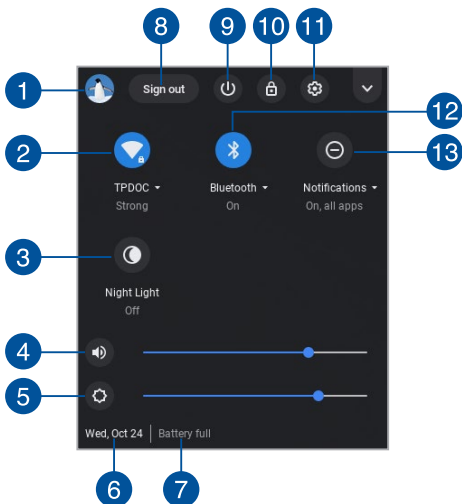 8 9 10 11
1 Sign out
12
2 13
TPDOC Bluetooth Notifications
Strong On On, all apps
3
Night Light
Off
4
5
Wed, Oct 24 Battery full
6 7